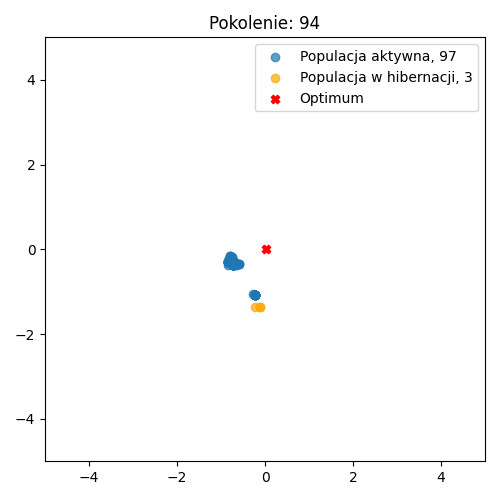 Pokolenie: 94
Populacja aktywna, 97
Populacja w hibernacji, 3
Optimum
4
2
0
−2
−4
−4
−2
0
2
4